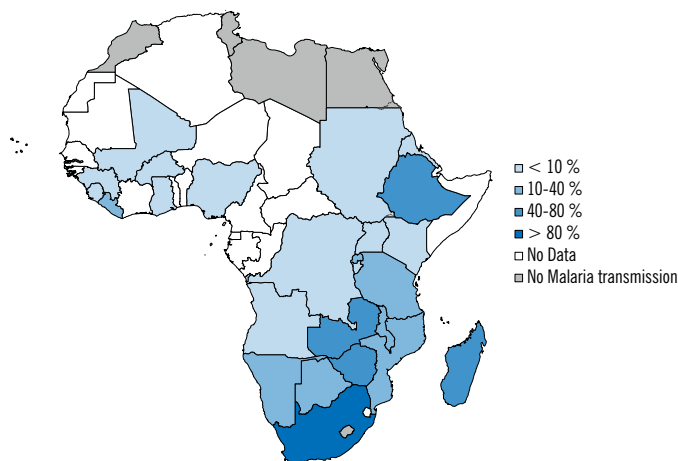 < 10 %
10-40 %
40-80 %
> 80 %
No Data
No Malaria transmission